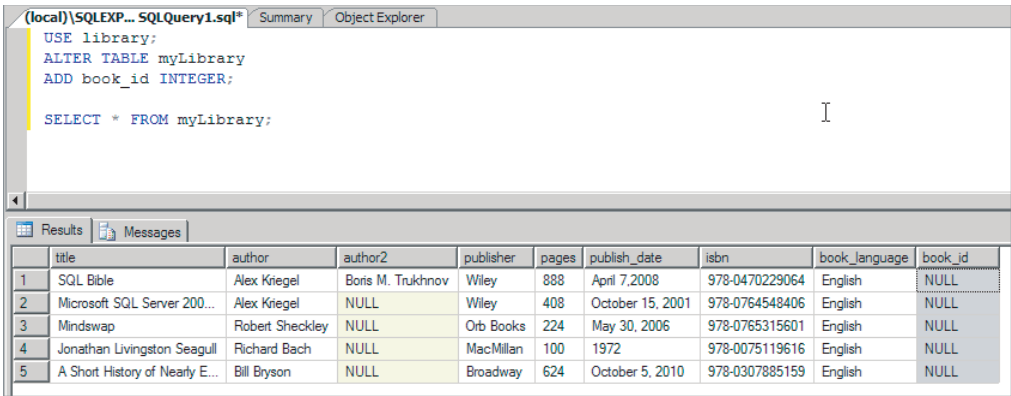 (local)\SQLEXP... SQLQuery1.sql* Summary Object Explorer
USE library;
ALTER TABLE myLibrary
ADD book_id INTEGER;
SELECT * FROM myLibrary;
Results Messages
title author author2 publisher pages publish_date isbn book_language book_id
1 SQL Bible Alex Kriegel Boris M. Trukhnov Wiley 888 April 7,2008 978-0470229064 English NULL
2 Microsoft SQL Server 200... Alex Kriegel NULL Wiley 408 October 15, 2001 978-0764548406 English NULL
3 Mindswap Robert Sheckley NULL Orb Books 224 May 30, 2006 978-0765315601 English NULL
4 Jonathan Livingston Seagull Richard Bach NULL MacMillan 100 1972 978-0075119616 English NULL
5 A Short History of Nearly E... Bill Bryson NULL Broadway 624 October 5, 2010 978-0307885159 English NULL